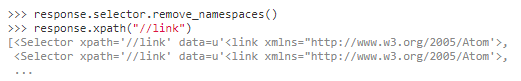 >>> response.selector.remove_namespaces()
>>> response.xpath("//link")
[<Selector xpath='//link' data=u'<link xmlns="http://www.w3.org/2005/Atom'>,
 <Selector xpath='//link' data=u'<link xmlns="http://www.w3.org/2005/Atom'>,
 ...